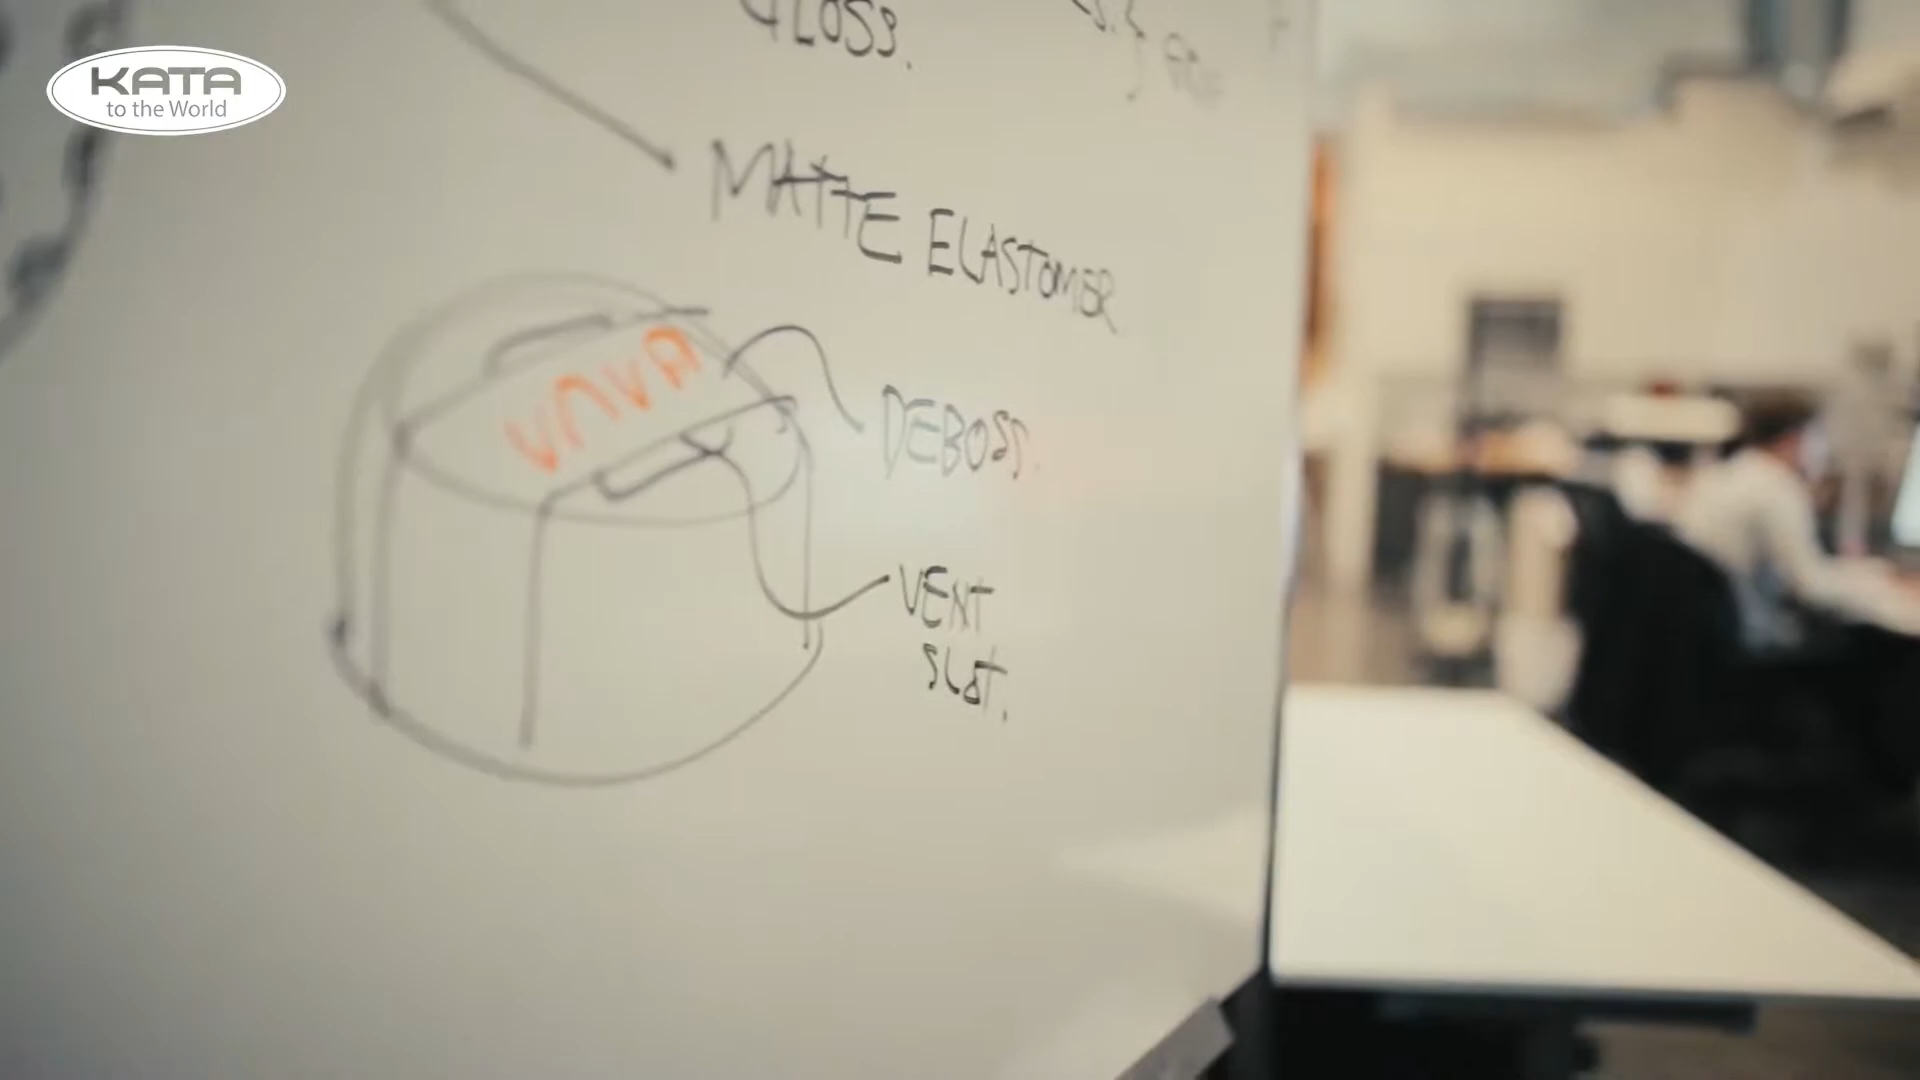 KATA
to the World
GLOSS.
MATTE ELASTOMER
VAVA
DEBOSS.
VENT
SLOT.